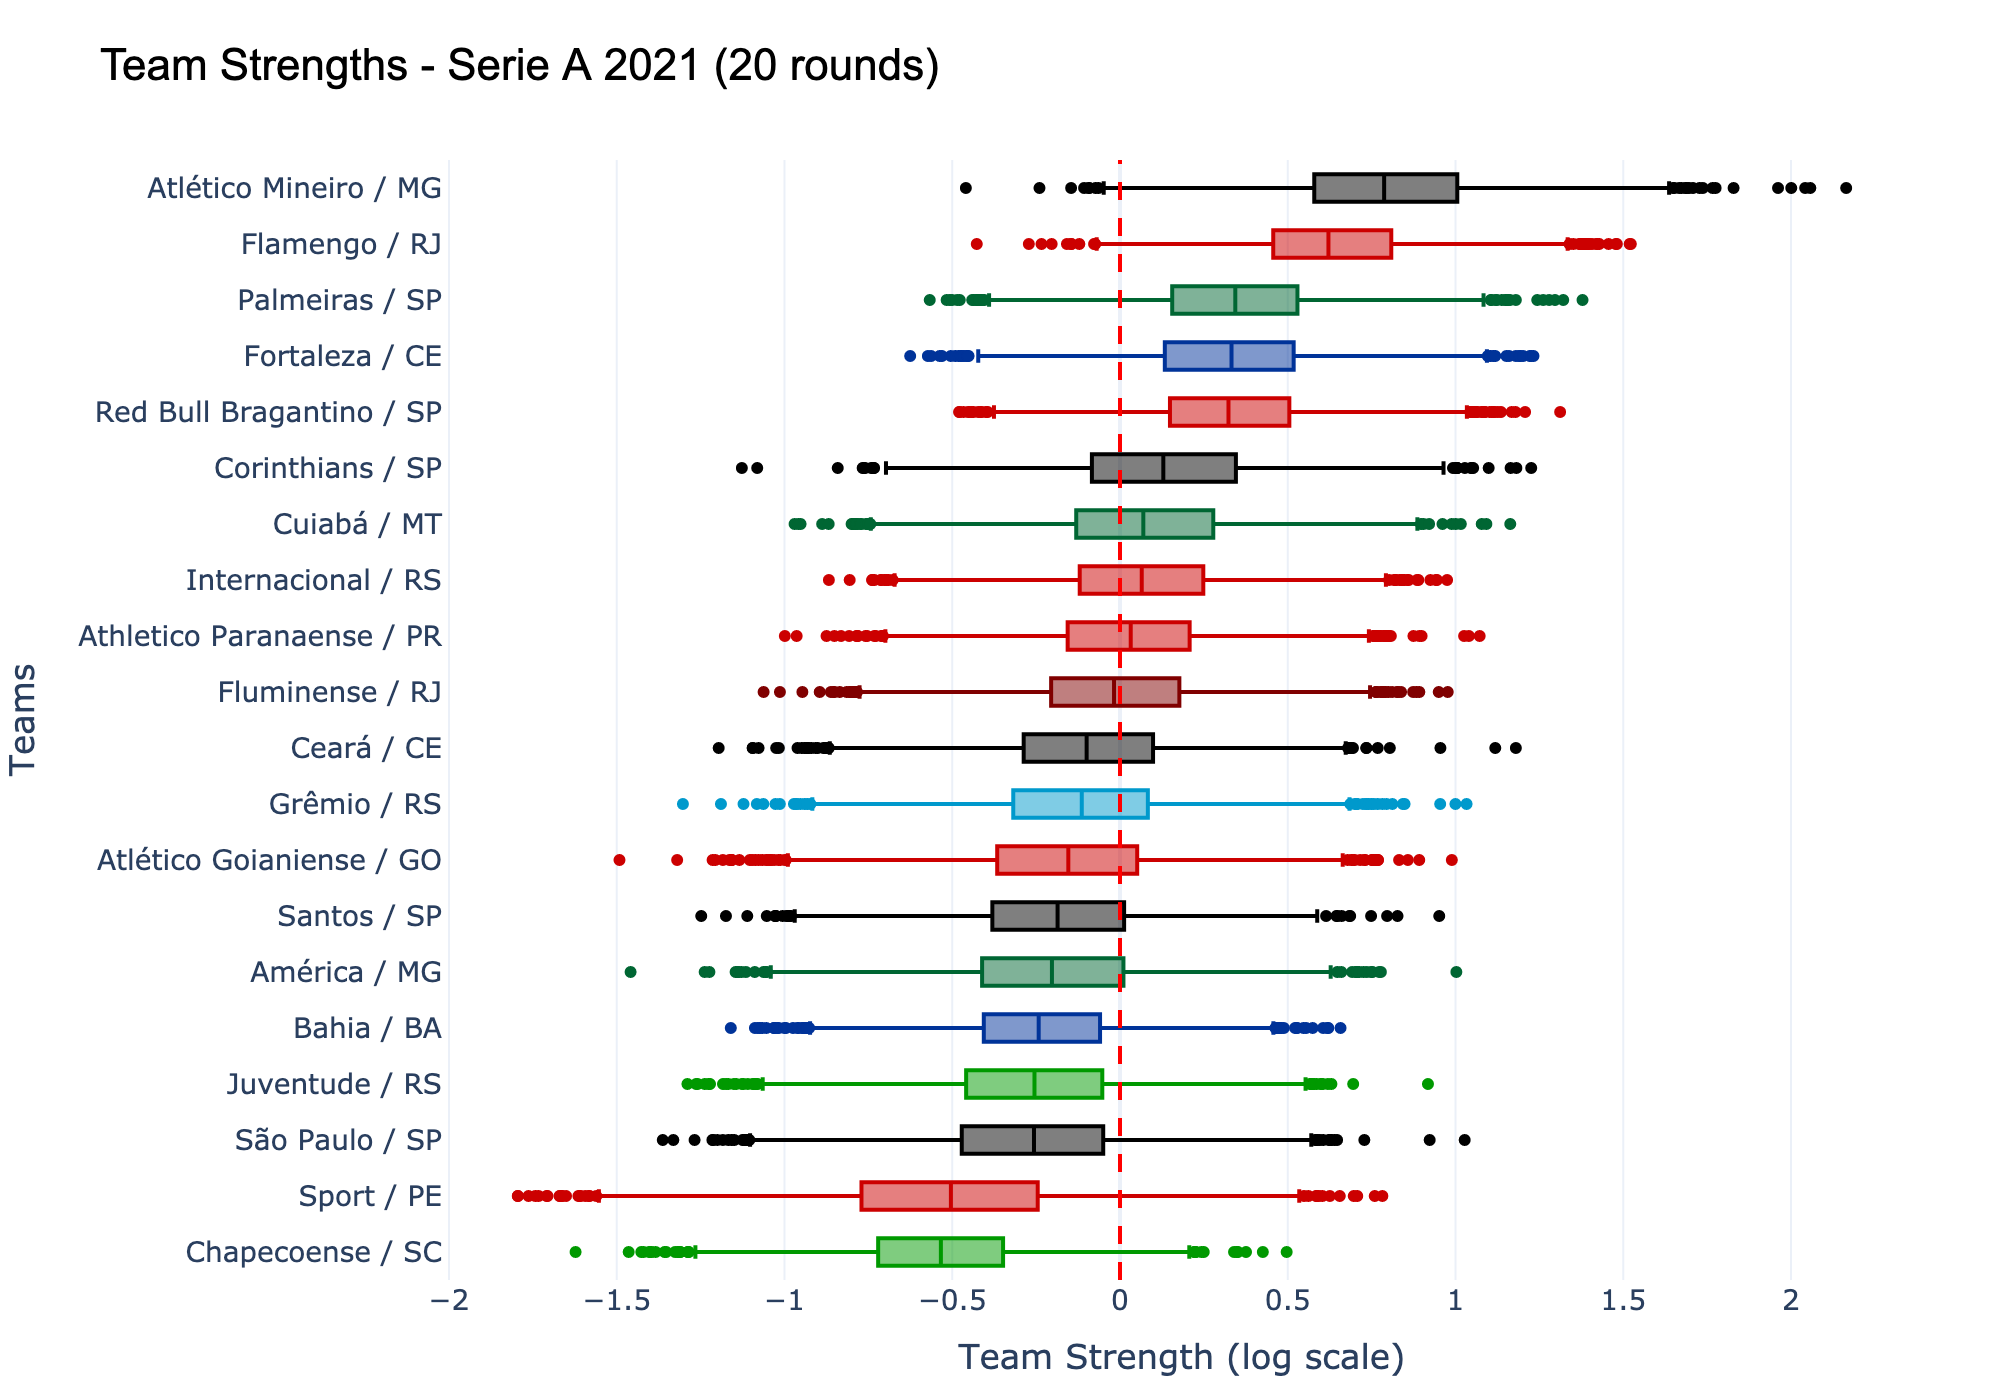 Team Strengths - Serie A 2021 (20 rounds)
Teams
Atlético Mineiro / MG
Flamengo / RJ
Palmeiras / SP
Fortaleza / CE
Red Bull Bragantino / SP
Corinthians / SP
Cuiabá / MT
Internacional / RS
Athletico Paranaense / PR
Fluminense / RJ
Ceará / CE
Grêmio / RS
Atlético Goianiense / GO
Santos / SP
América / MG
Bahia / BA
Juventude / RS
São Paulo / SP
Sport / PE
Chapecoense / SC
−2 −1.5 −1 −0.5 0 0.5 1 1.5 2
Team Strength (log scale)